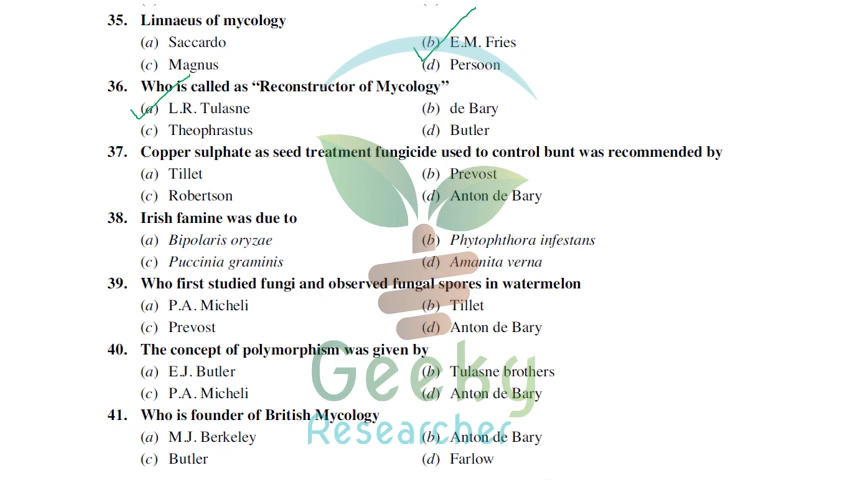 35. Linnaeus of mycology
(a) Saccardo (b) E.M. Fries
(c) Magnus (d) Persoon
36. Who is called as “Reconstructor of Mycology”
(a) L.R. Tulasne (b) de Bary
(c) Theophrastus (d) Butler
37. Copper sulphate as seed treatment fungicide used to control bunt was recommended by
(a) Tillet (b) Prevost
(c) Robertson (d) Anton de Bary
38. Irish famine was due to
(a) Bipolaris oryzae (b) Phytophthora infestans
(c) Puccinia graminis (d) Amanita verna
39. Who first studied fungi and observed fungal spores in watermelon
(a) P.A. Micheli (b) Tillet
(c) Prevost (d) Anton de Bary
40. The concept of polymorphism was given by
(a) E.J. Butler (b) Tulasne brothers
(c) P.A. Micheli (d) Anton de Bary
Geeky
41. Who is founder of British Mycology
(a) M.J. Berkeley (b) Anton de Bary
Researcher
(c) Butler (d) Farlow